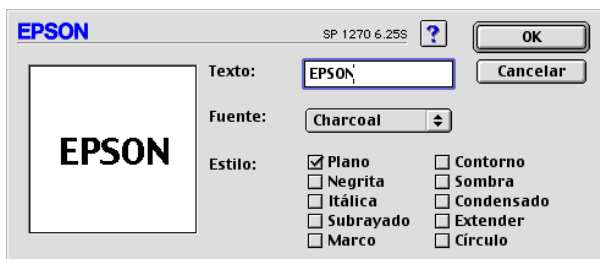 EPSON
SP 1270 6.25S
?
OK
Texto:
EPSON
Cancelar
Fuente:
Charcoal
EPSON
Estilo:
Plano
Contorno
Negrita
Sombra
Itálica
Condensado
Subrayado
Extender
Marco
Círculo